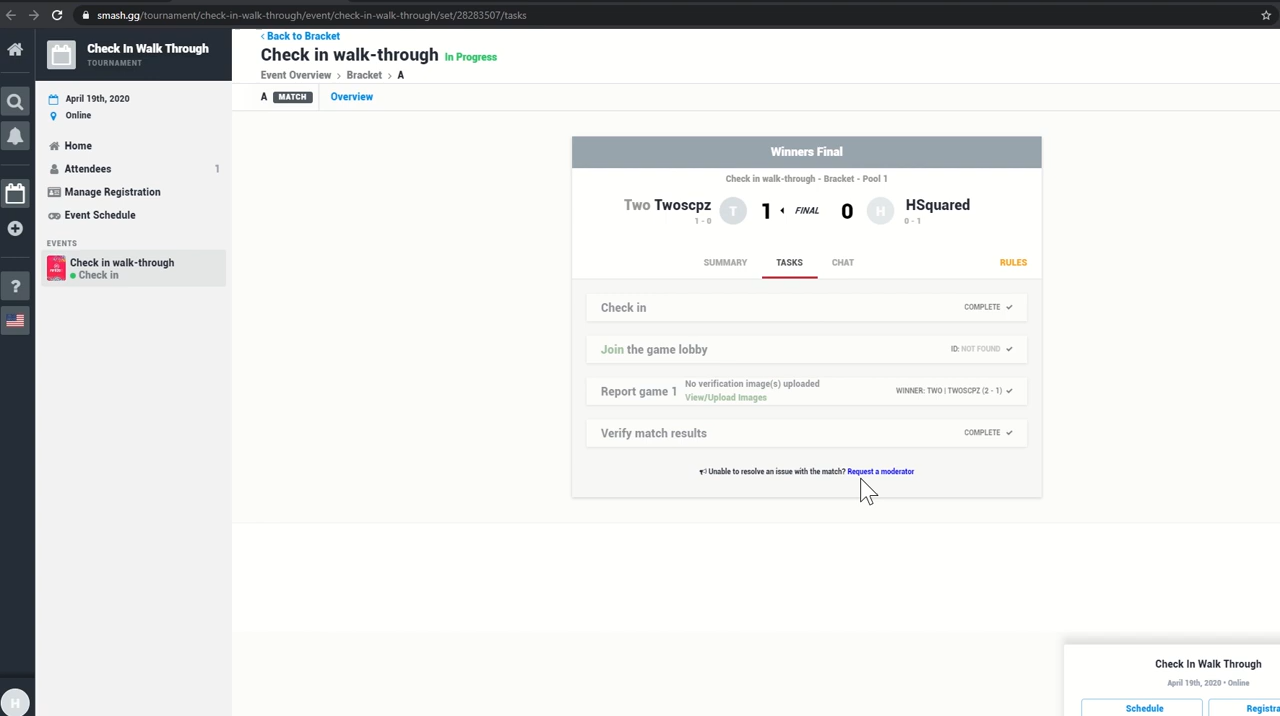 smash.gg/tournament/check-in-walk-through/event/check-in-walk-through/set/28283507/tasks
Check In Walk Through
TOURNAMENT
April 19th, 2020
Online
Home
Attendees 1
Manage Registration
Event Schedule
EVENTS
Check in walk-through
Check in
?
H
‹ Back to Bracket
Check in walk-through In Progress
Event Overview > Bracket > A
A MATCH Overview
Winners Final
Check in walk-through - Bracket - Pool 1
Two Twoscpz T 1 FINAL 0 H HSquared
1 - 0 0 - 1
SUMMARY TASKS CHAT RULES
Check in COMPLETE
Join the game lobby ID: NOT FOUND
Report game 1 No verification image(s) uploaded WINNER: TWO | TWOSCPZ (2 - 1)
View/Upload Images
Verify match results COMPLETE
Unable to resolve an issue with the match? Request a moderator
Check In Walk Through
April 19th, 2020 • Online
Schedule Registra